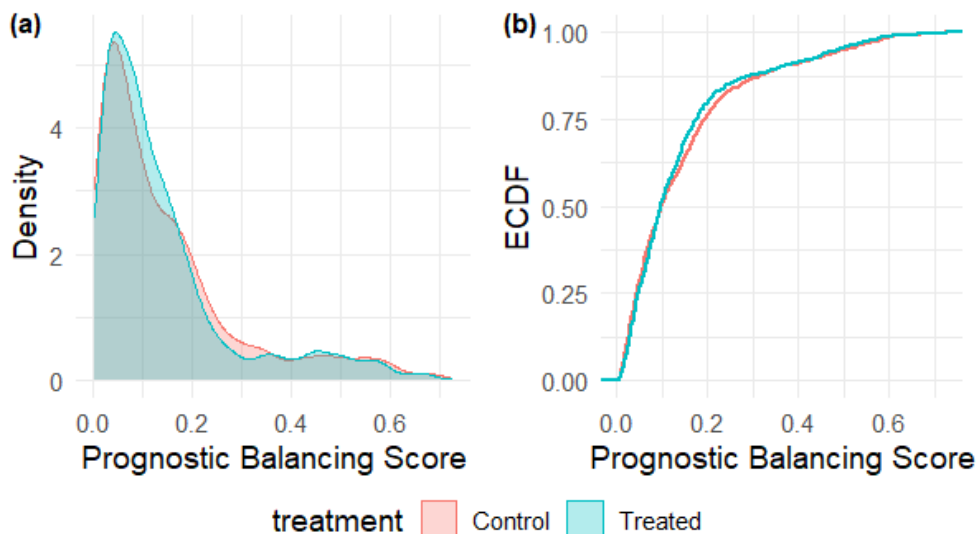 (a)
4
2
0
Density
0.0 0.2 0.4 0.6
Prognostic Balancing Score
(b)
1.00
0.75
0.50
0.25
0.00
ECDF
0.0 0.2 0.4 0.6
Prognostic Balancing Score
treatment Control Treated